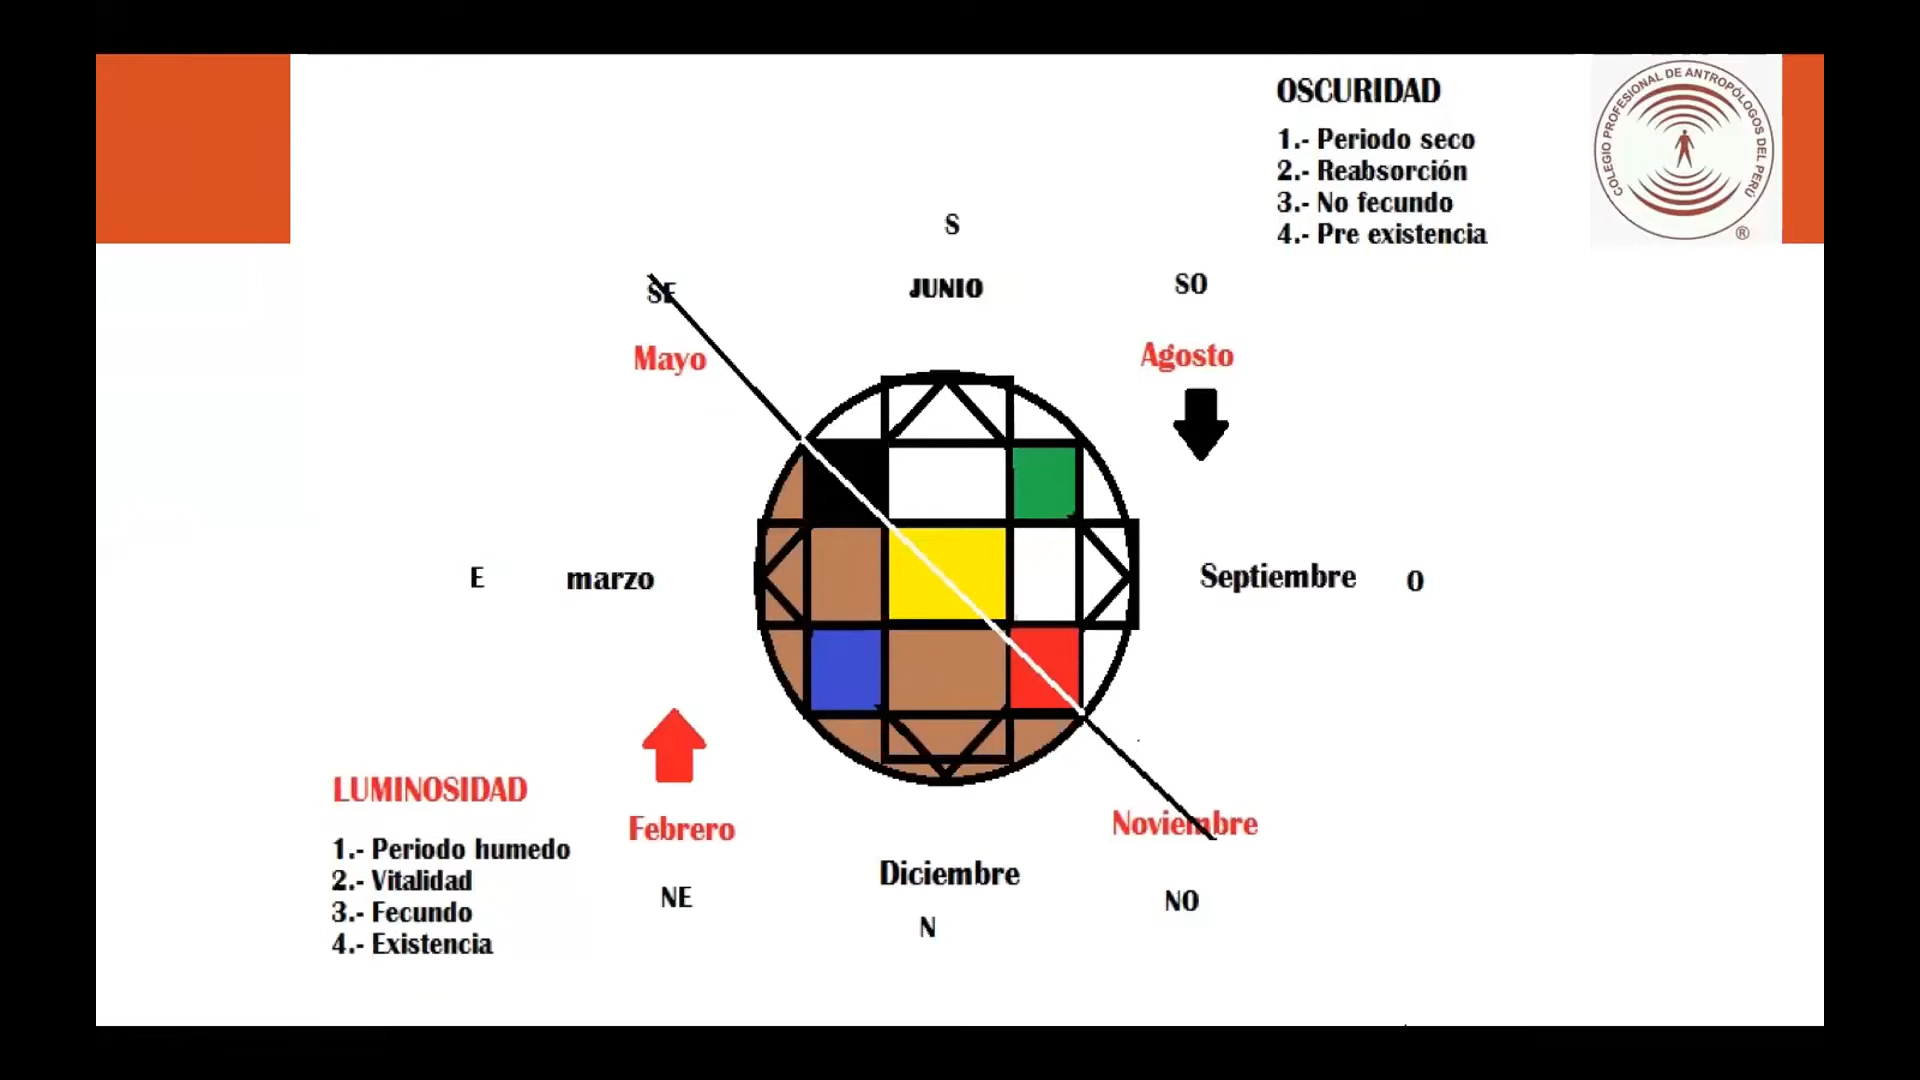 OSCURIDAD
1.- Periodo seco
2.- Reabsorción
3.- No fecundo
4.- Pre existencia
COLEGIO PROFESIONAL DE ANTROPÓLOGOS DEL PERÚ
®
S
SE
JUNIO
SO
Mayo
Agosto
E
marzo
Septiembre
O
LUMINOSIDAD
1.- Periodo humedo
2.- Vitalidad
3.- Fecundo
4.- Existencia
Febrero
Noviembre
Diciembre
NE
N
NO